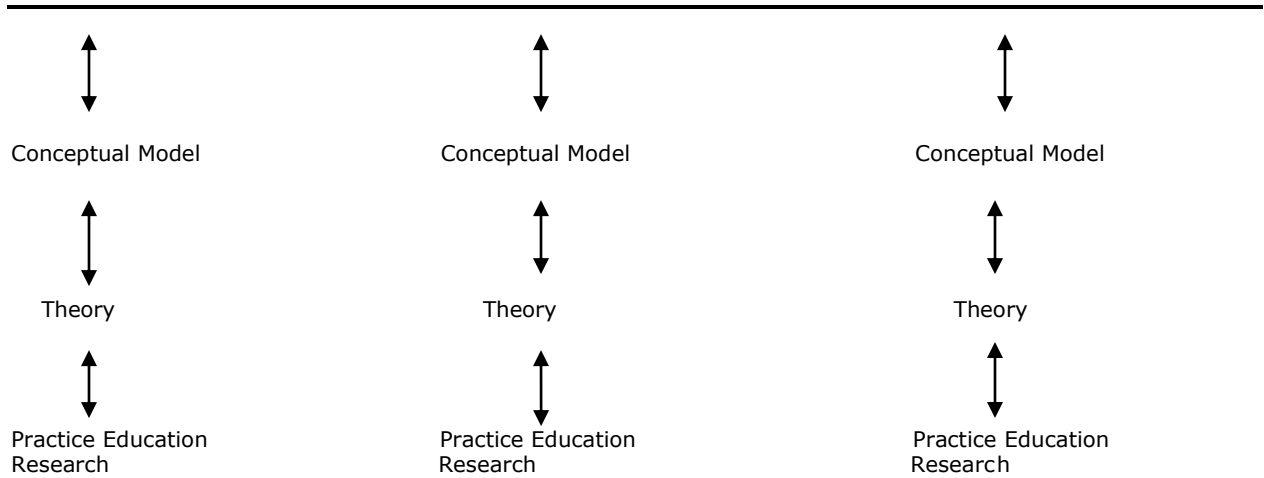 Conceptual Model Conceptual Model Conceptual Model
Theory Theory Theory
Practice Education Practice Education Practice Education
Research Research Research